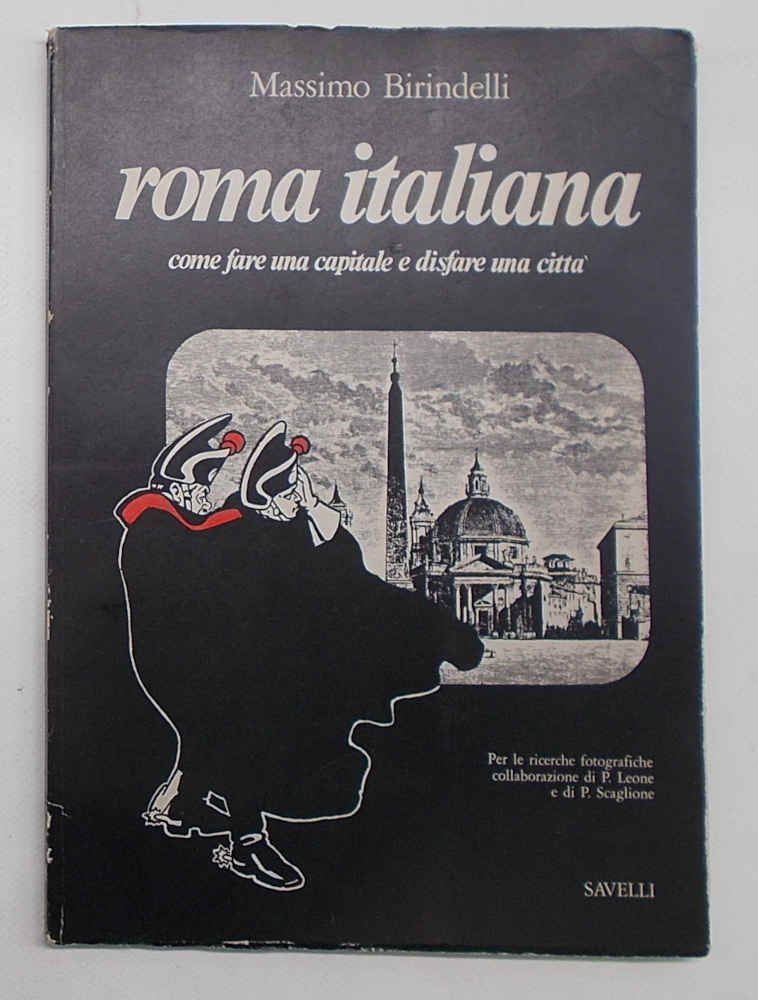 Massimo Birindelli
roma italiana
come fare una capitale e disfare una citta`
Per le ricerche fotografiche
collaborazione di P. Leone
e di P. Scaglione
SAVELLI